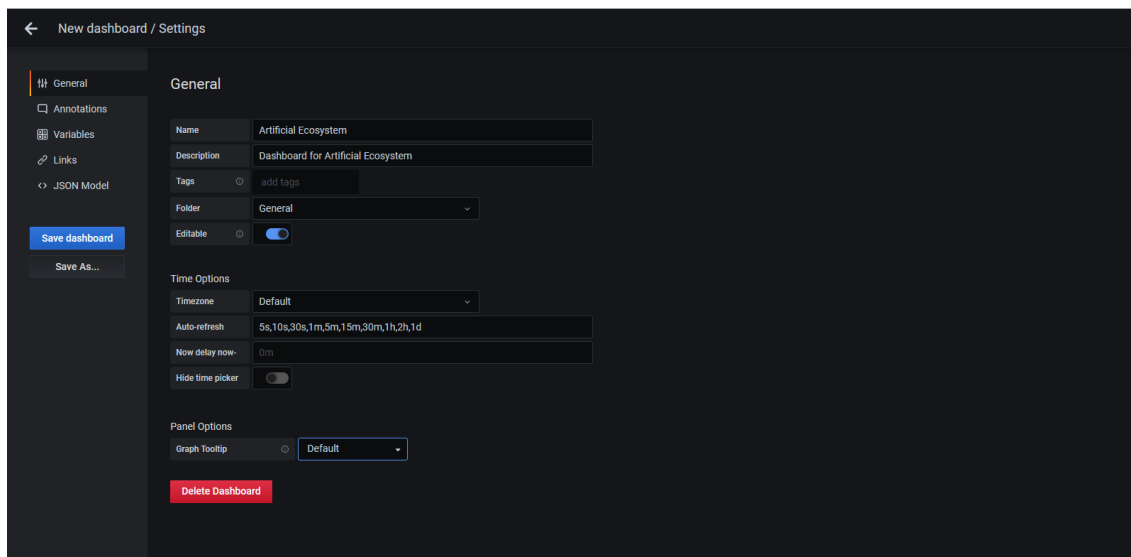 New dashboard / Settings
General
Annotations
Variables
Links
JSON Model
Save dashboard
Save As...
General
Name Artificial Ecosystem
Description Dashboard for Artificial Ecosystem
Tags add tags
Folder General
Editable
Time Options
Timezone Default
Auto-refresh 5s,10s,30s,1m,5m,15m,30m,1h,2h,1d
Now delay now- 0m
Hide time picker
Panel Options
Graph Tooltip Default
Delete Dashboard